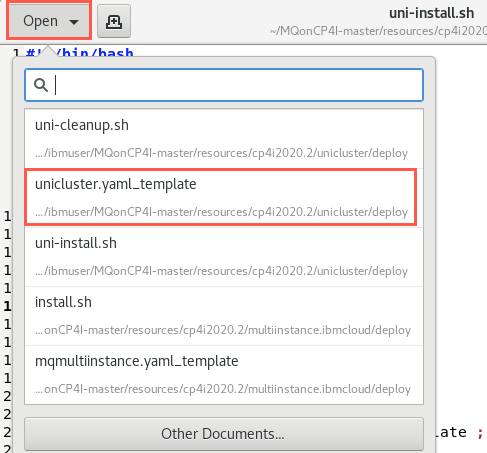 Open
uni-install.sh
~/MQonCP4I-master/resources/cp4i2020.2/unicluster
1 #!/bin/bash
uni-cleanup.sh
.../ibmuser/MQonCP4I-master/resources/cp4i2020.2/unicluster/deploy
unicluster.yaml_template
.../ibmuser/MQonCP4I-master/resources/cp4i2020.2/unicluster/deploy
uni-install.sh
.../ibmuser/MQonCP4I-master/resources/cp4i2020.2/unicluster/deploy
install.sh
...onCP4I-master/resources/cp4i2020.2/multiinstance.ibmcloud/deploy
mqmultiinstance.yaml_template
...onCP4I-master/resources/cp4i2020.2/multiinstance.ibmcloud/deploy
late ;
Other Documents...